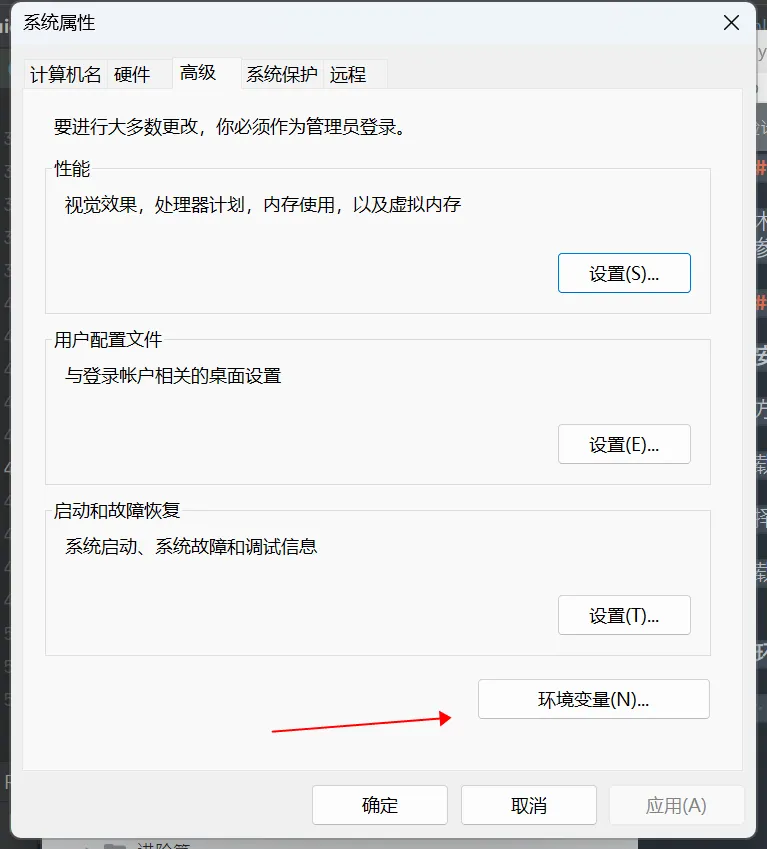 系统属性
计算机名 硬件 高级 系统保护 远程
要进行大多数更改，你必须作为管理员登录。
性能
视觉效果，处理器计划，内存使用，以及虚拟内存
设置(S)...
用户配置文件
与登录帐户相关的桌面设置
设置(E)...
启动和故障恢复
系统启动、系统故障和调试信息
设置(T)...
环境变量(N)...
确定 取消 应用(A)
进阶篇